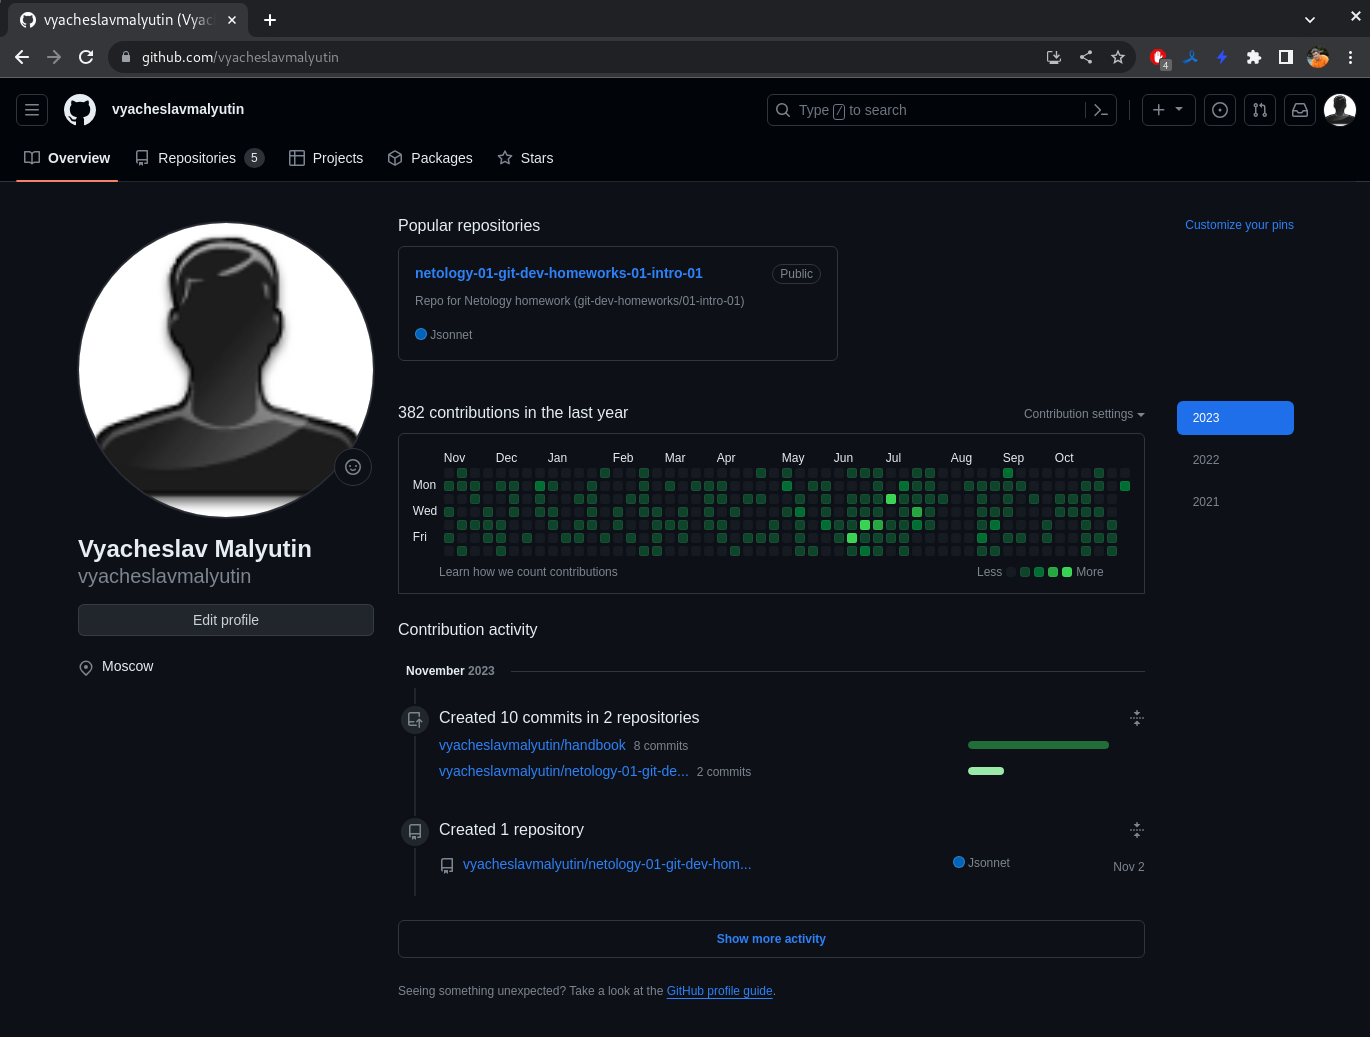 vyacheslavmalyutin (Vyac
github.com/vyacheslavmalyutin
4
vyacheslavmalyutin
Type / to search
Overview
Repositories 5
Projects
Packages
Stars
Popular repositories
Customize your pins
netology-01-git-dev-homeworks-01-intro-01
Public
Repo for Netology homework (git-dev-homeworks/01-intro-01)
Jsonnet
382 contributions in the last year
Contribution settings
2023
2022
2021
Nov Dec Jan Feb Mar Apr May Jun Jul Aug Sep Oct
Mon
Wed
Fri
Learn how we count contributions
Less More
Vyacheslav Malyutin
vyacheslavmalyutin
Edit profile
Moscow
Contribution activity
November 2023
Created 10 commits in 2 repositories
vyacheslavmalyutin/handbook 8 commits
vyacheslavmalyutin/netology-01-git-de... 2 commits
Created 1 repository
vyacheslavmalyutin/netology-01-git-dev-hom... Jsonnet Nov 2
Show more activity
Seeing something unexpected? Take a look at the GitHub profile guide.